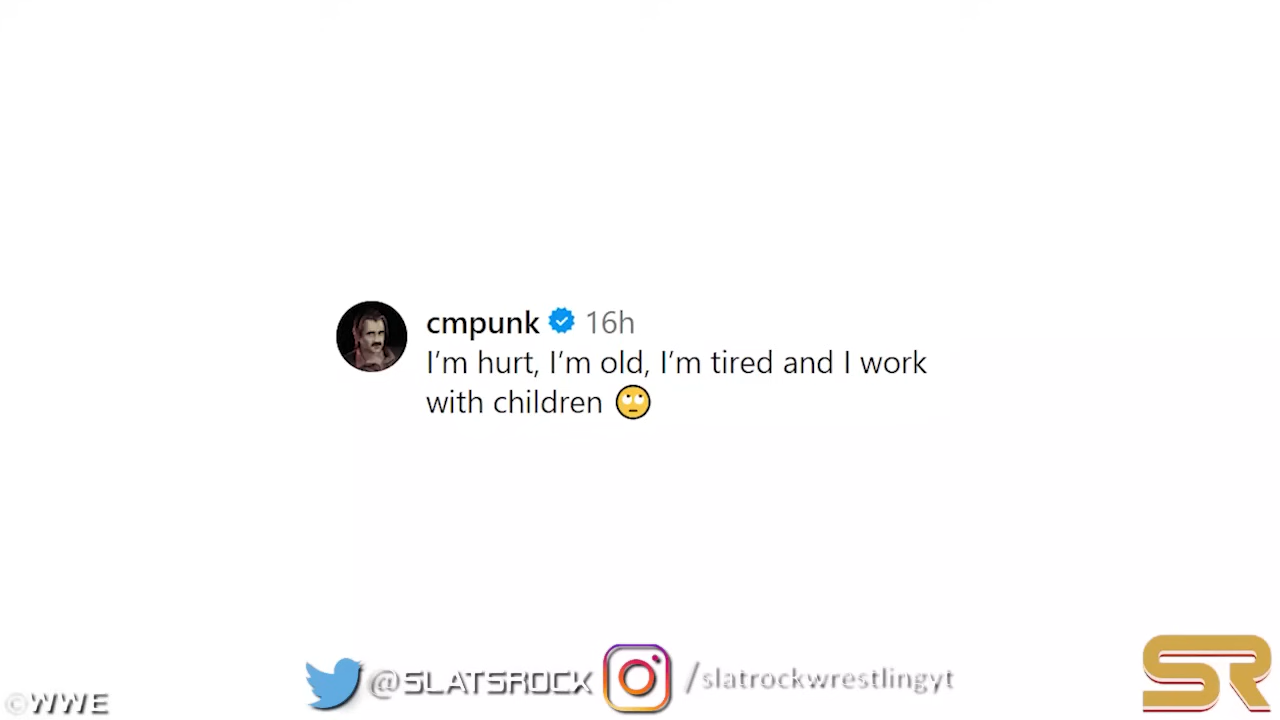 cmpunk 16h
I’m hurt, I’m old, I’m tired and I work
with children 🙄
@SLATSROCK /slatrockwrestlingyt
©WWE
SR